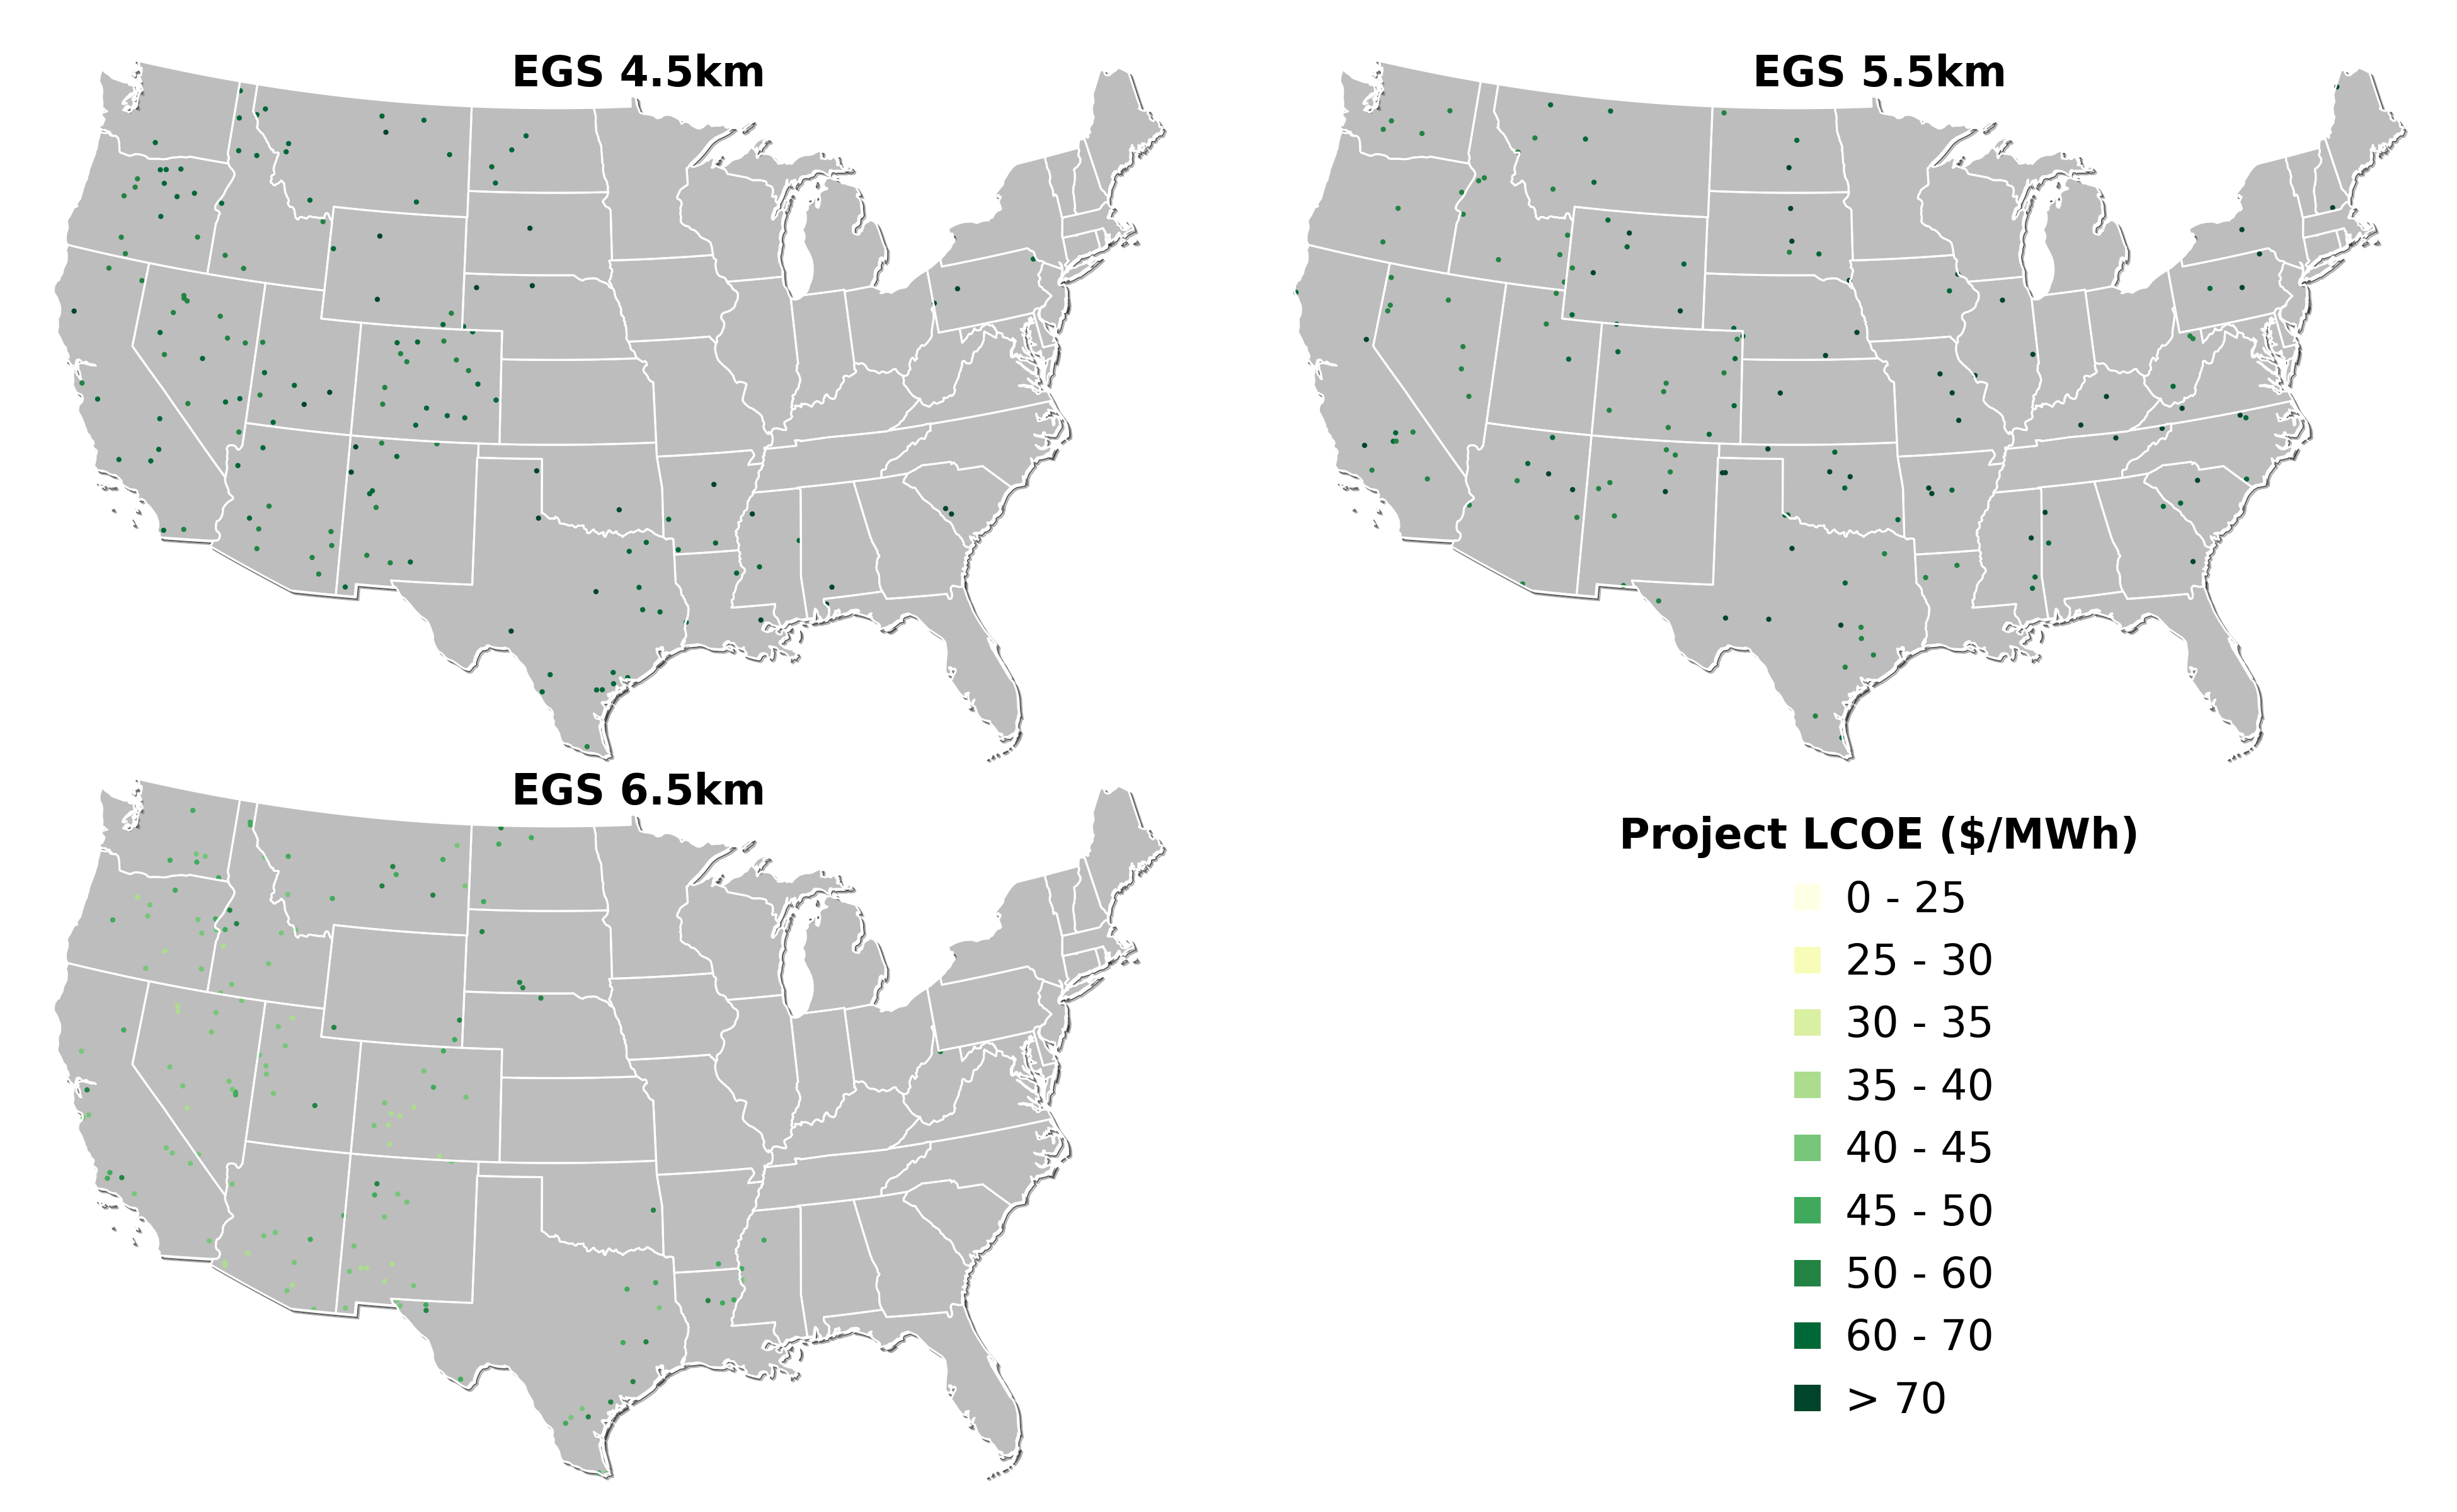 EGS 4.5km
EGS 5.5km
EGS 6.5km
Project LCOE ($/MWh)
0 - 25
25 - 30
30 - 35
35 - 40
40 - 45
45 - 50
50 - 60
60 - 70
> 70